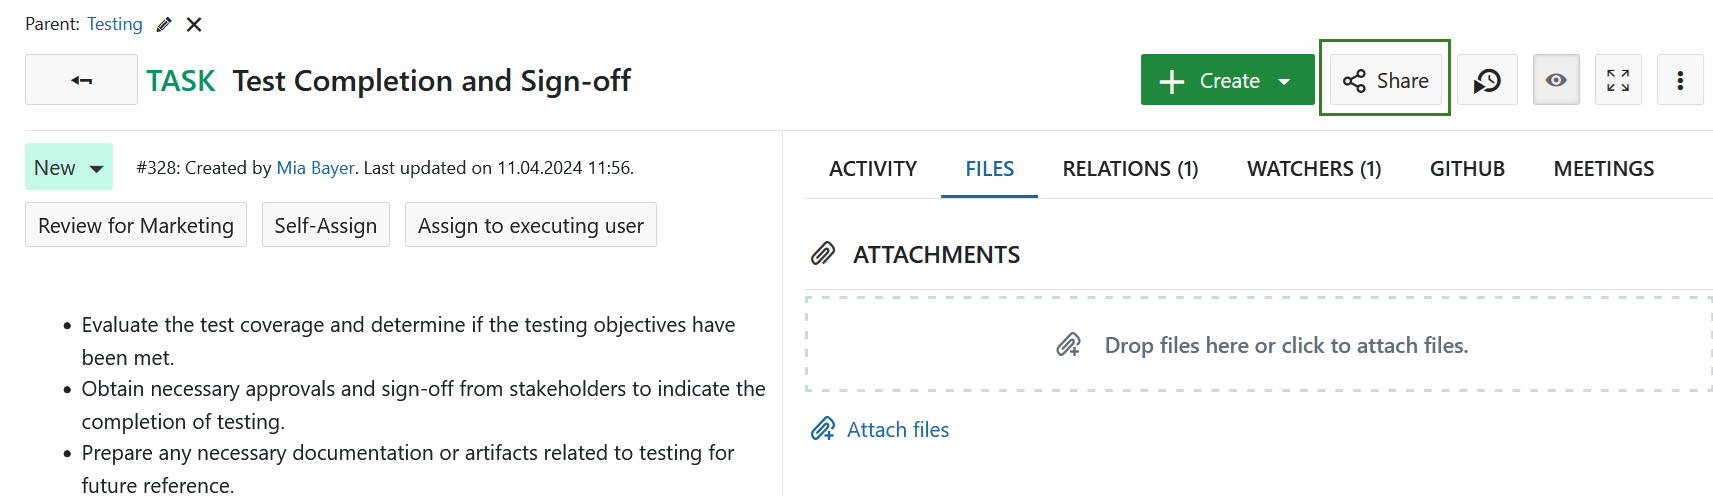 Parent: Testing
TASK Test Completion and Sign-off
Create
Share
New
#328: Created by Mia Bayer. Last updated on 11.04.2024 11:56.
Review for Marketing
Self-Assign
Assign to executing user
• Evaluate the test coverage and determine if the testing objectives have
been met.
• Obtain necessary approvals and sign-off from stakeholders to indicate the
completion of testing.
• Prepare any necessary documentation or artifacts related to testing for
future reference.
ACTIVITY
FILES
RELATIONS (1)
WATCHERS (1)
GITHUB
MEETINGS
ATTACHMENTS
Drop files here or click to attach files.
Attach files